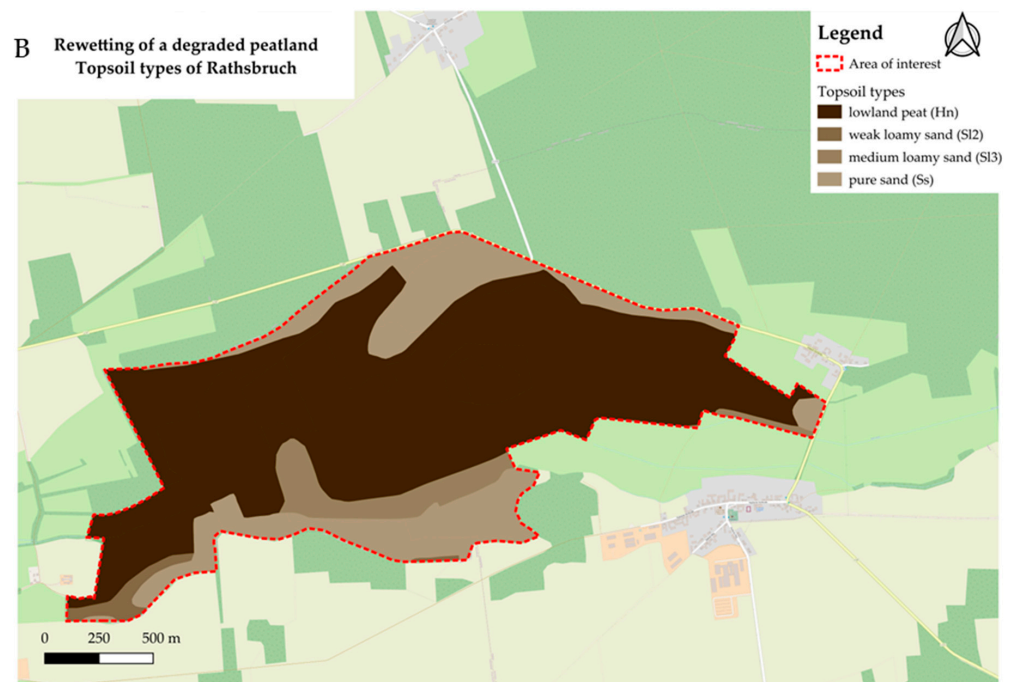 B
Rewetting of a degraded peatland
Topsoil types of Rathsbruch
Legend
Area of interest
Topsoil types
lowland peat (Hn)
weak loamy sand (Sl2)
medium loamy sand (Sl3)
pure sand (Ss)
0 250 500 m